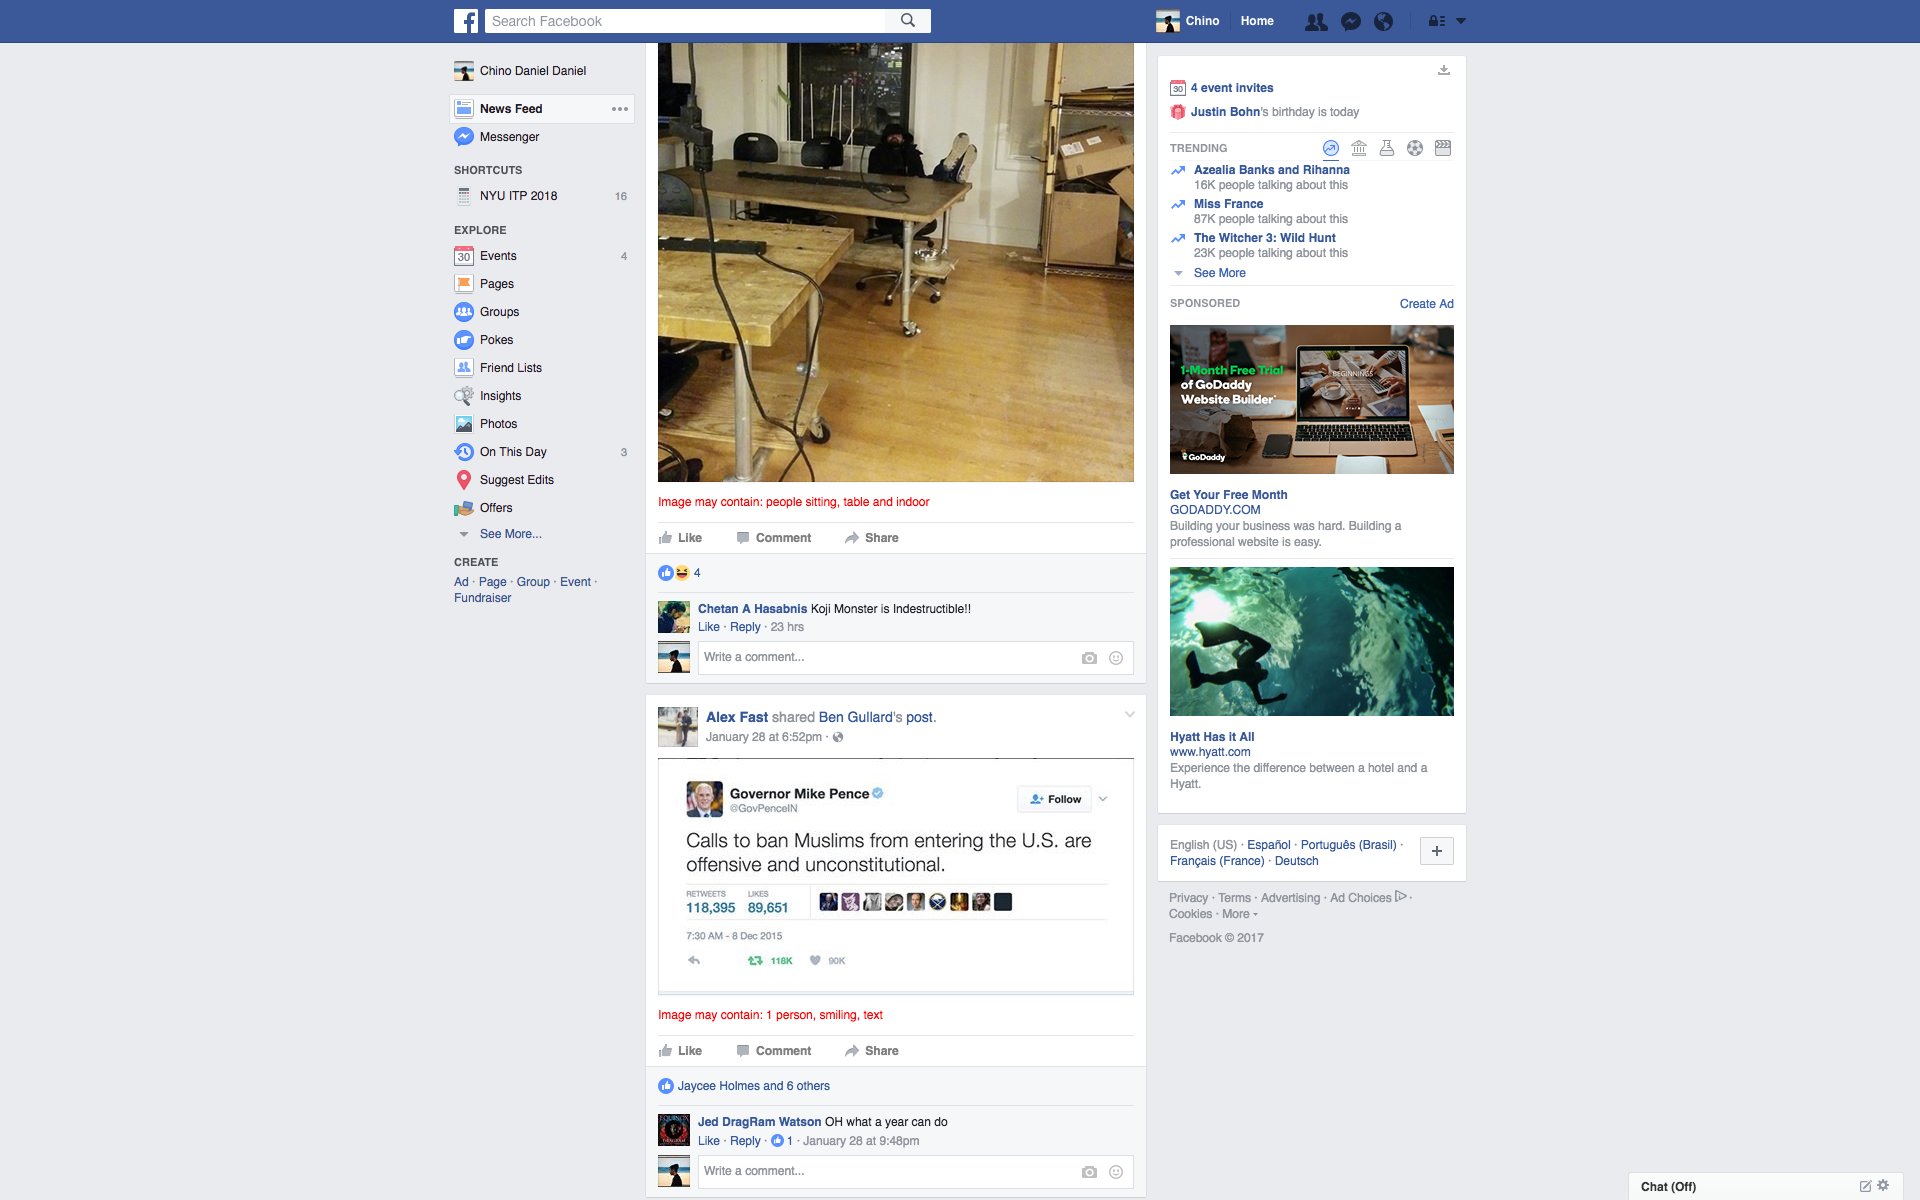 Search Facebook
Chino
Home
Chino Daniel Daniel
News Feed
Messenger
SHORTCUTS
NYU ITP 2018 16
EXPLORE
30 Events 4
Pages
Groups
Pokes
Friend Lists
Insights
Photos
On This Day 3
Suggest Edits
Offers
See More...
CREATE
Ad · Page · Group · Event ·
Fundraiser
Image may contain: people sitting, table and indoor
Like Comment Share
4
Chetan A Hasabnis Koji Monster is Indestructible!!
Like · Reply · 23 hrs
Write a comment...
Alex Fast shared Ben Gullard's post.
January 28 at 6:52pm ·
Governor Mike Pence
@GovPenceIN
Follow
Calls to ban Muslims from entering the U.S. are
offensive and unconstitutional.
RETWEETS LIKES
118,395 89,651
7:30 AM - 8 Dec 2015
118K 90K
Image may contain: 1 person, smiling, text
Like Comment Share
Jaycee Holmes and 6 others
Jed DragRam Watson OH what a year can do
Like · Reply · 1 · January 28 at 9:48pm
Write a comment...
30 4 event invites
Justin Bohn's birthday is today
TRENDING
Azealia Banks and Rihanna
16K people talking about this
Miss France
87K people talking about this
The Witcher 3: Wild Hunt
23K people talking about this
See More
SPONSORED Create Ad
1-Month Free Trial
of GoDaddy
Website Builder
BEGINNINGS
GoDaddy
Get Your Free Month
GODADDY.COM
Building your business was hard. Building a
professional website is easy.
Hyatt Has it All
www.hyatt.com
Experience the difference between a hotel and a
Hyatt.
English (US) · Español · Português (Brasil) ·
Français (France) · Deutsch
Privacy · Terms · Advertising · Ad Choices ·
Cookies · More
Facebook © 2017
Chat (Off)